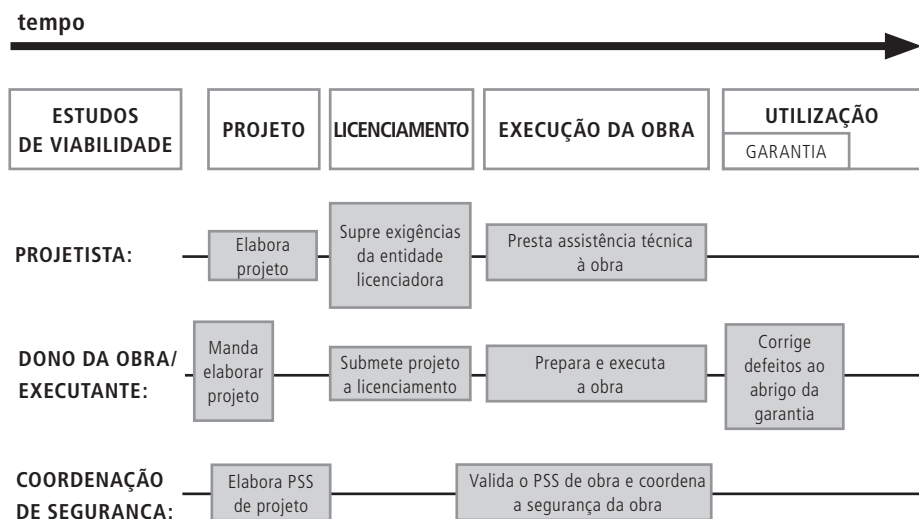 tempo
ESTUDOS
DE VIABILIDADE
PROJETO
LICENCIAMENTO
EXECUÇÃO DA OBRA
UTILIZAÇÃO
GARANTIA
PROJETISTA:
Elabora
projeto
Supre exigências
da entidade
licenciadora
Presta assistência técnica
à obra
DONO DA OBRA/
EXECUTANTE:
Manda
elaborar
projeto
Submete projeto
a licenciamento
Prepara e executa
a obra
Corrige
defeitos ao
abrigo da
garantia
COORDENAÇÃO
DE SEGURANÇA:
Elabora PSS
de projeto
Valida o PSS de obra e coordena
a segurança da obra